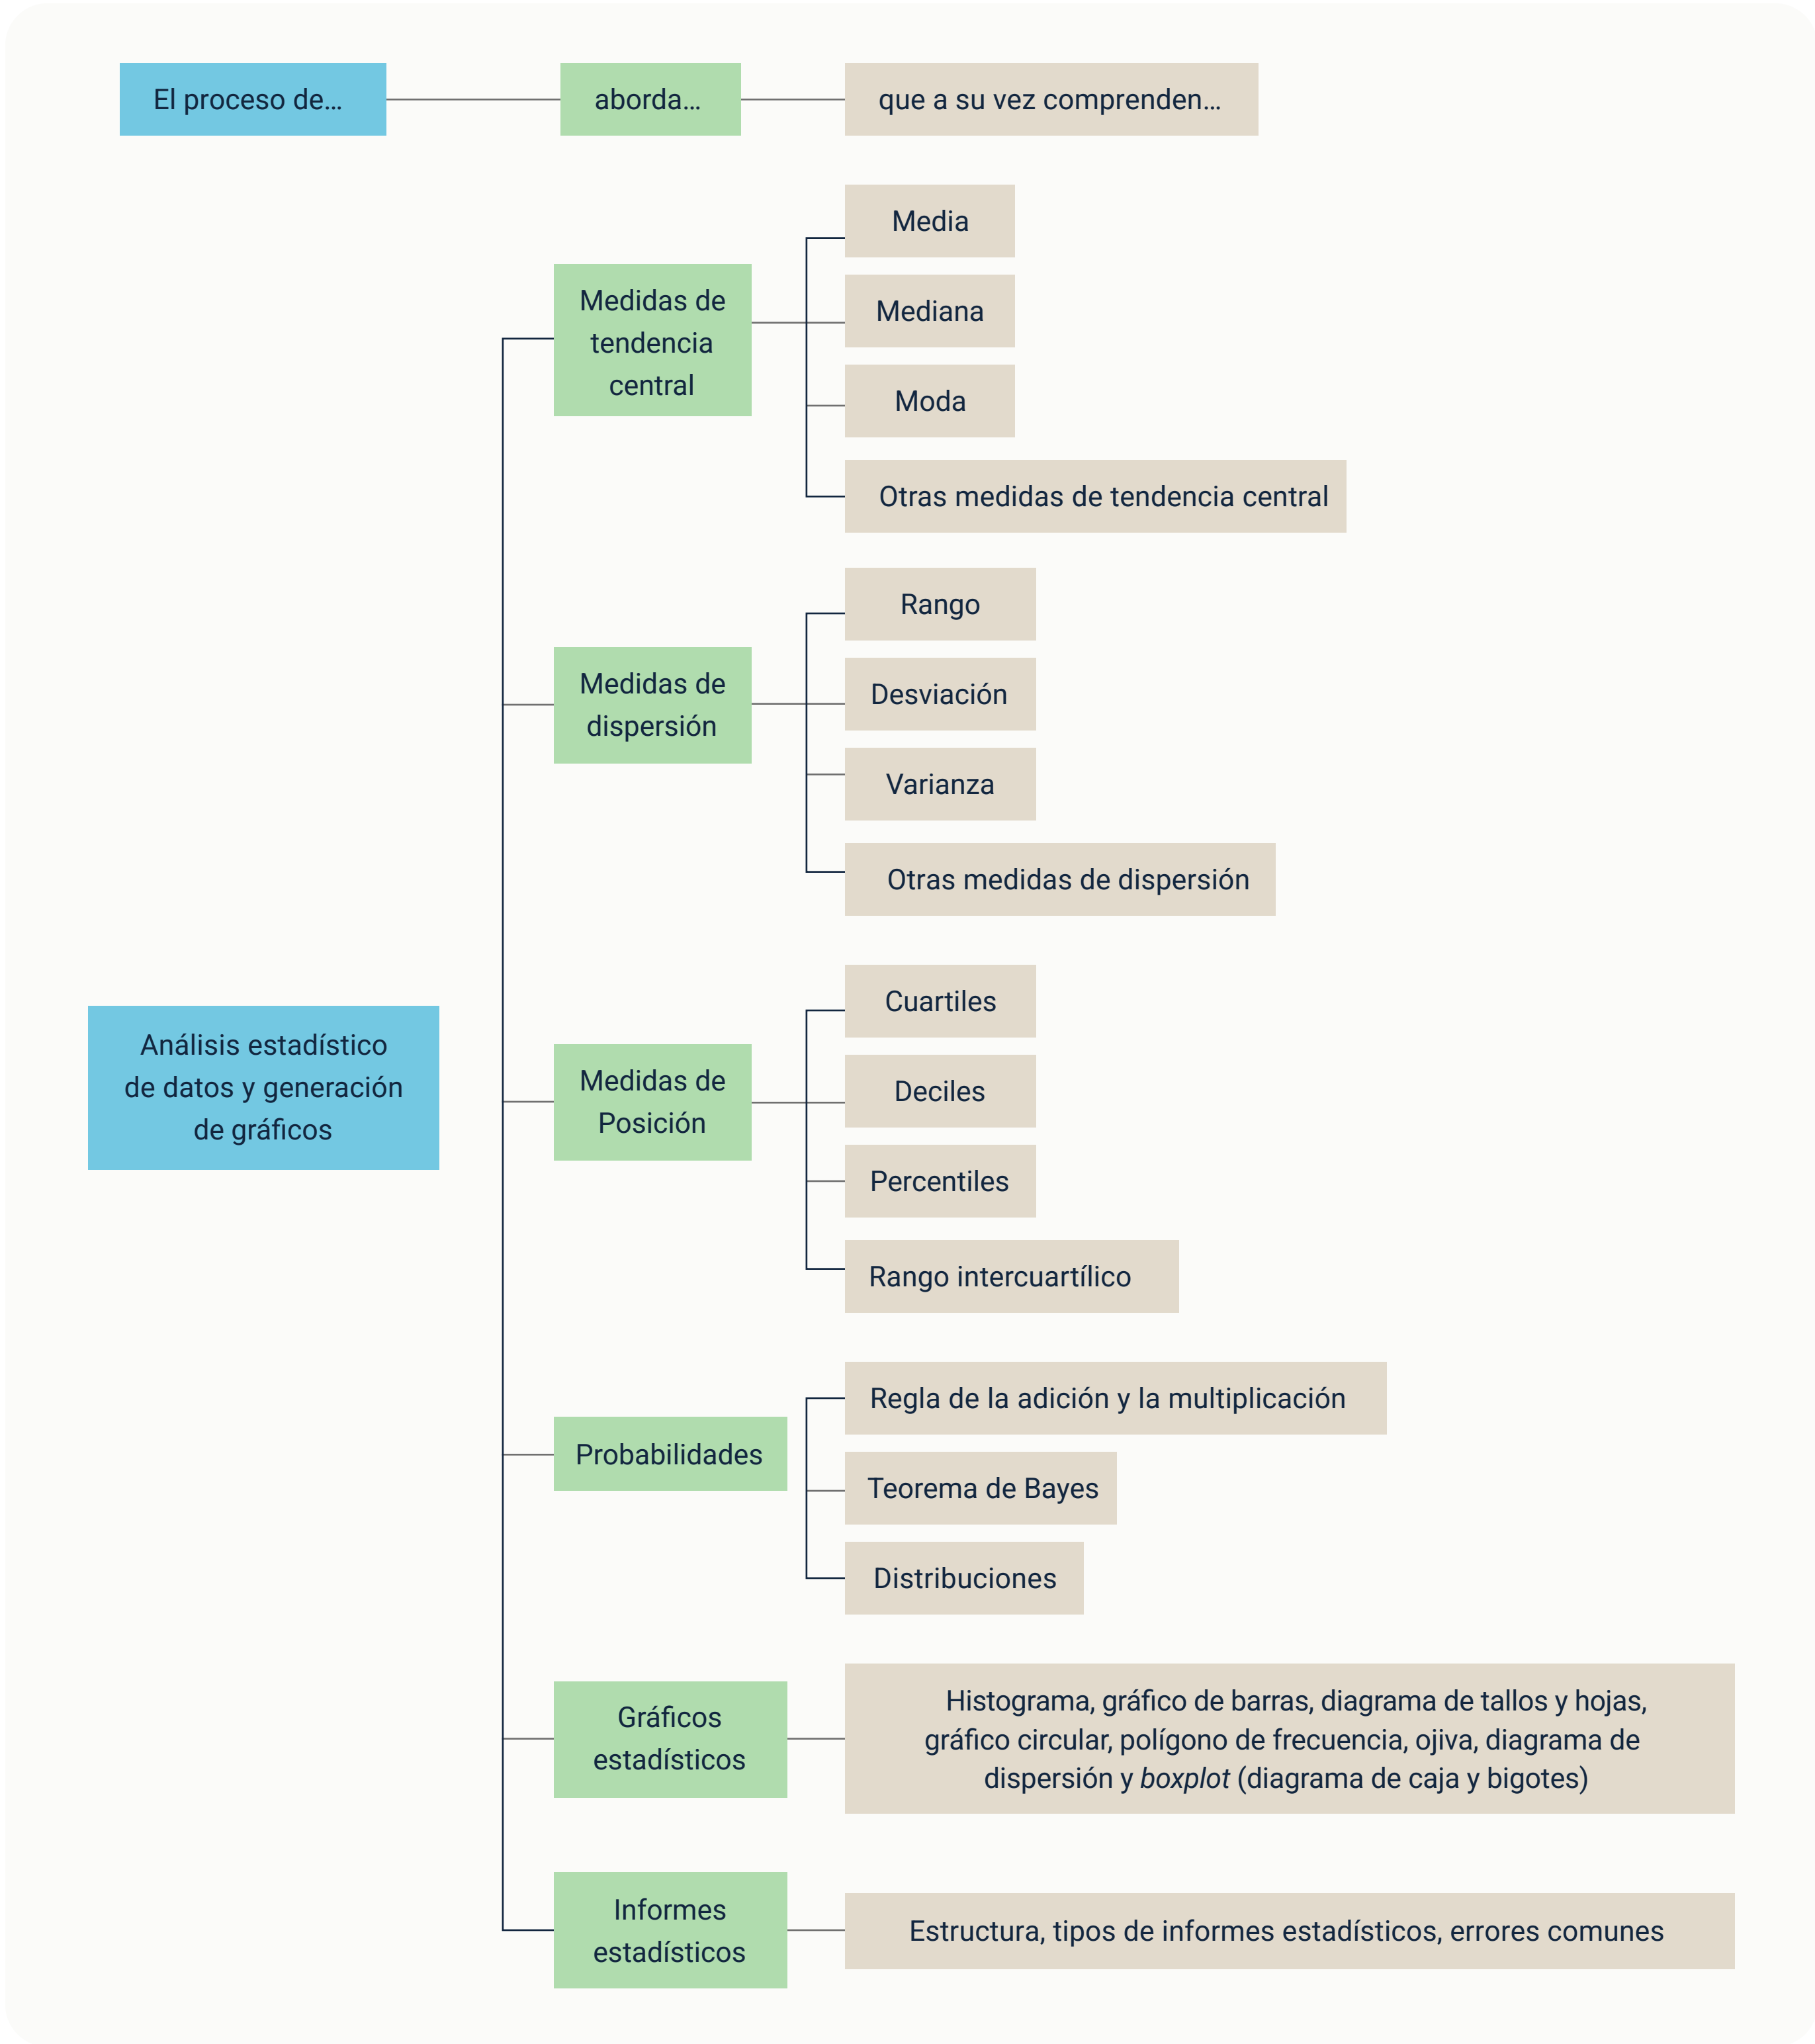 El proceso de...
aborda...
que a su vez comprenden...
Medidas de
tendencia
central
Media
Mediana
Moda
Otras medidas de tendencia central
Medidas de
dispersión
Rango
Desviación
Varianza
Otras medidas de dispersión
Análisis estadístico
de datos y generación
de gráficos
Medidas de
Posición
Cuartiles
Deciles
Percentiles
Rango intercuartílico
Probabilidades
Regla de la adición y la multiplicación
Teorema de Bayes
Distribuciones
Gráficos
estadísticos
Histograma, gráfico de barras, diagrama de tallos y hojas,
gráfico circular, polígono de frecuencia, ojiva, diagrama de
dispersión y boxplot (diagrama de caja y bigotes)
Informes
estadísticos
Estructura, tipos de informes estadísticos, errores comunes